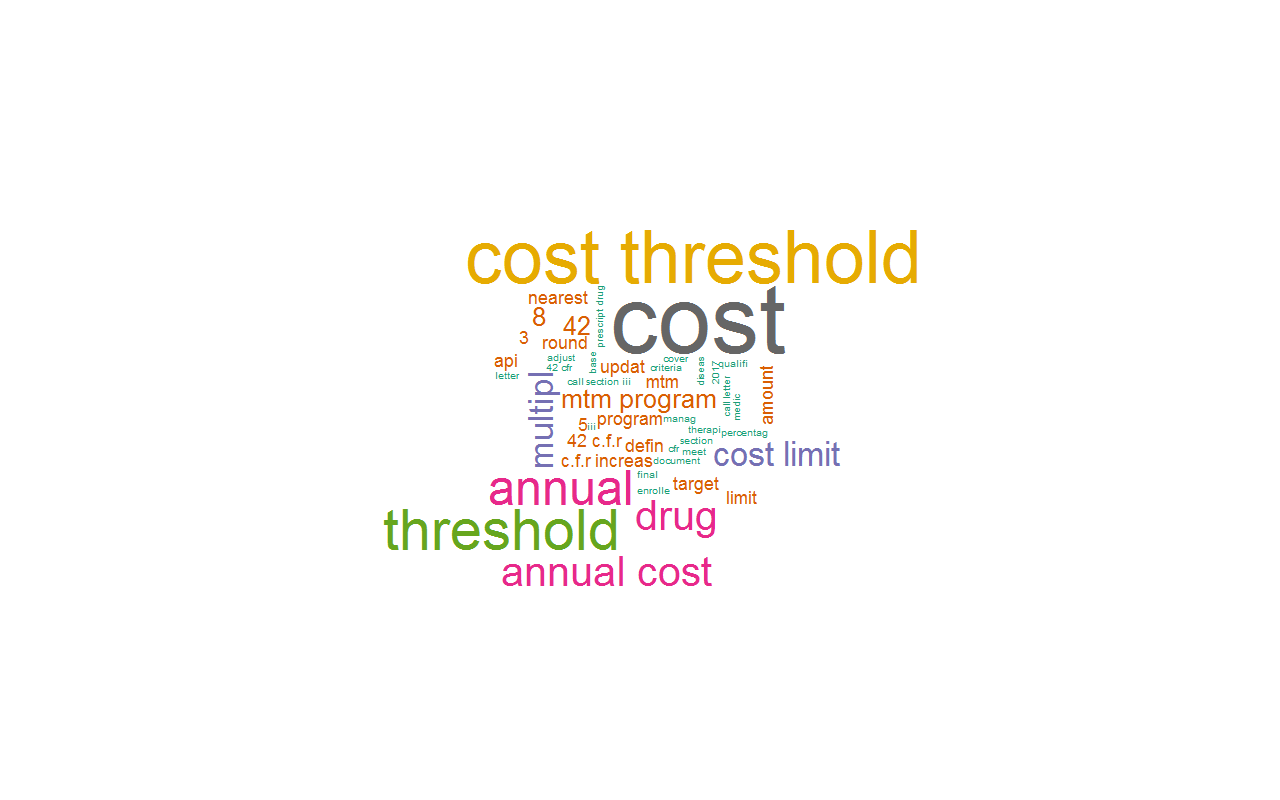 cost threshold
cost
nearest
prescript drug
8
42
3
round
api
letter
adjust
42 cfr
base
updat
cover
criteria
diseas
2017
qualifi
call section iii
mtm
call letter
medic
amount
multipl
mtm program
5
iii
program
manag
therapi
percentag
42 c.f.r
defin
section
cfr
meet
cost limit
c.f.r
increas
document
annual
final
enrolle
target
limit
threshold
drug
annual cost